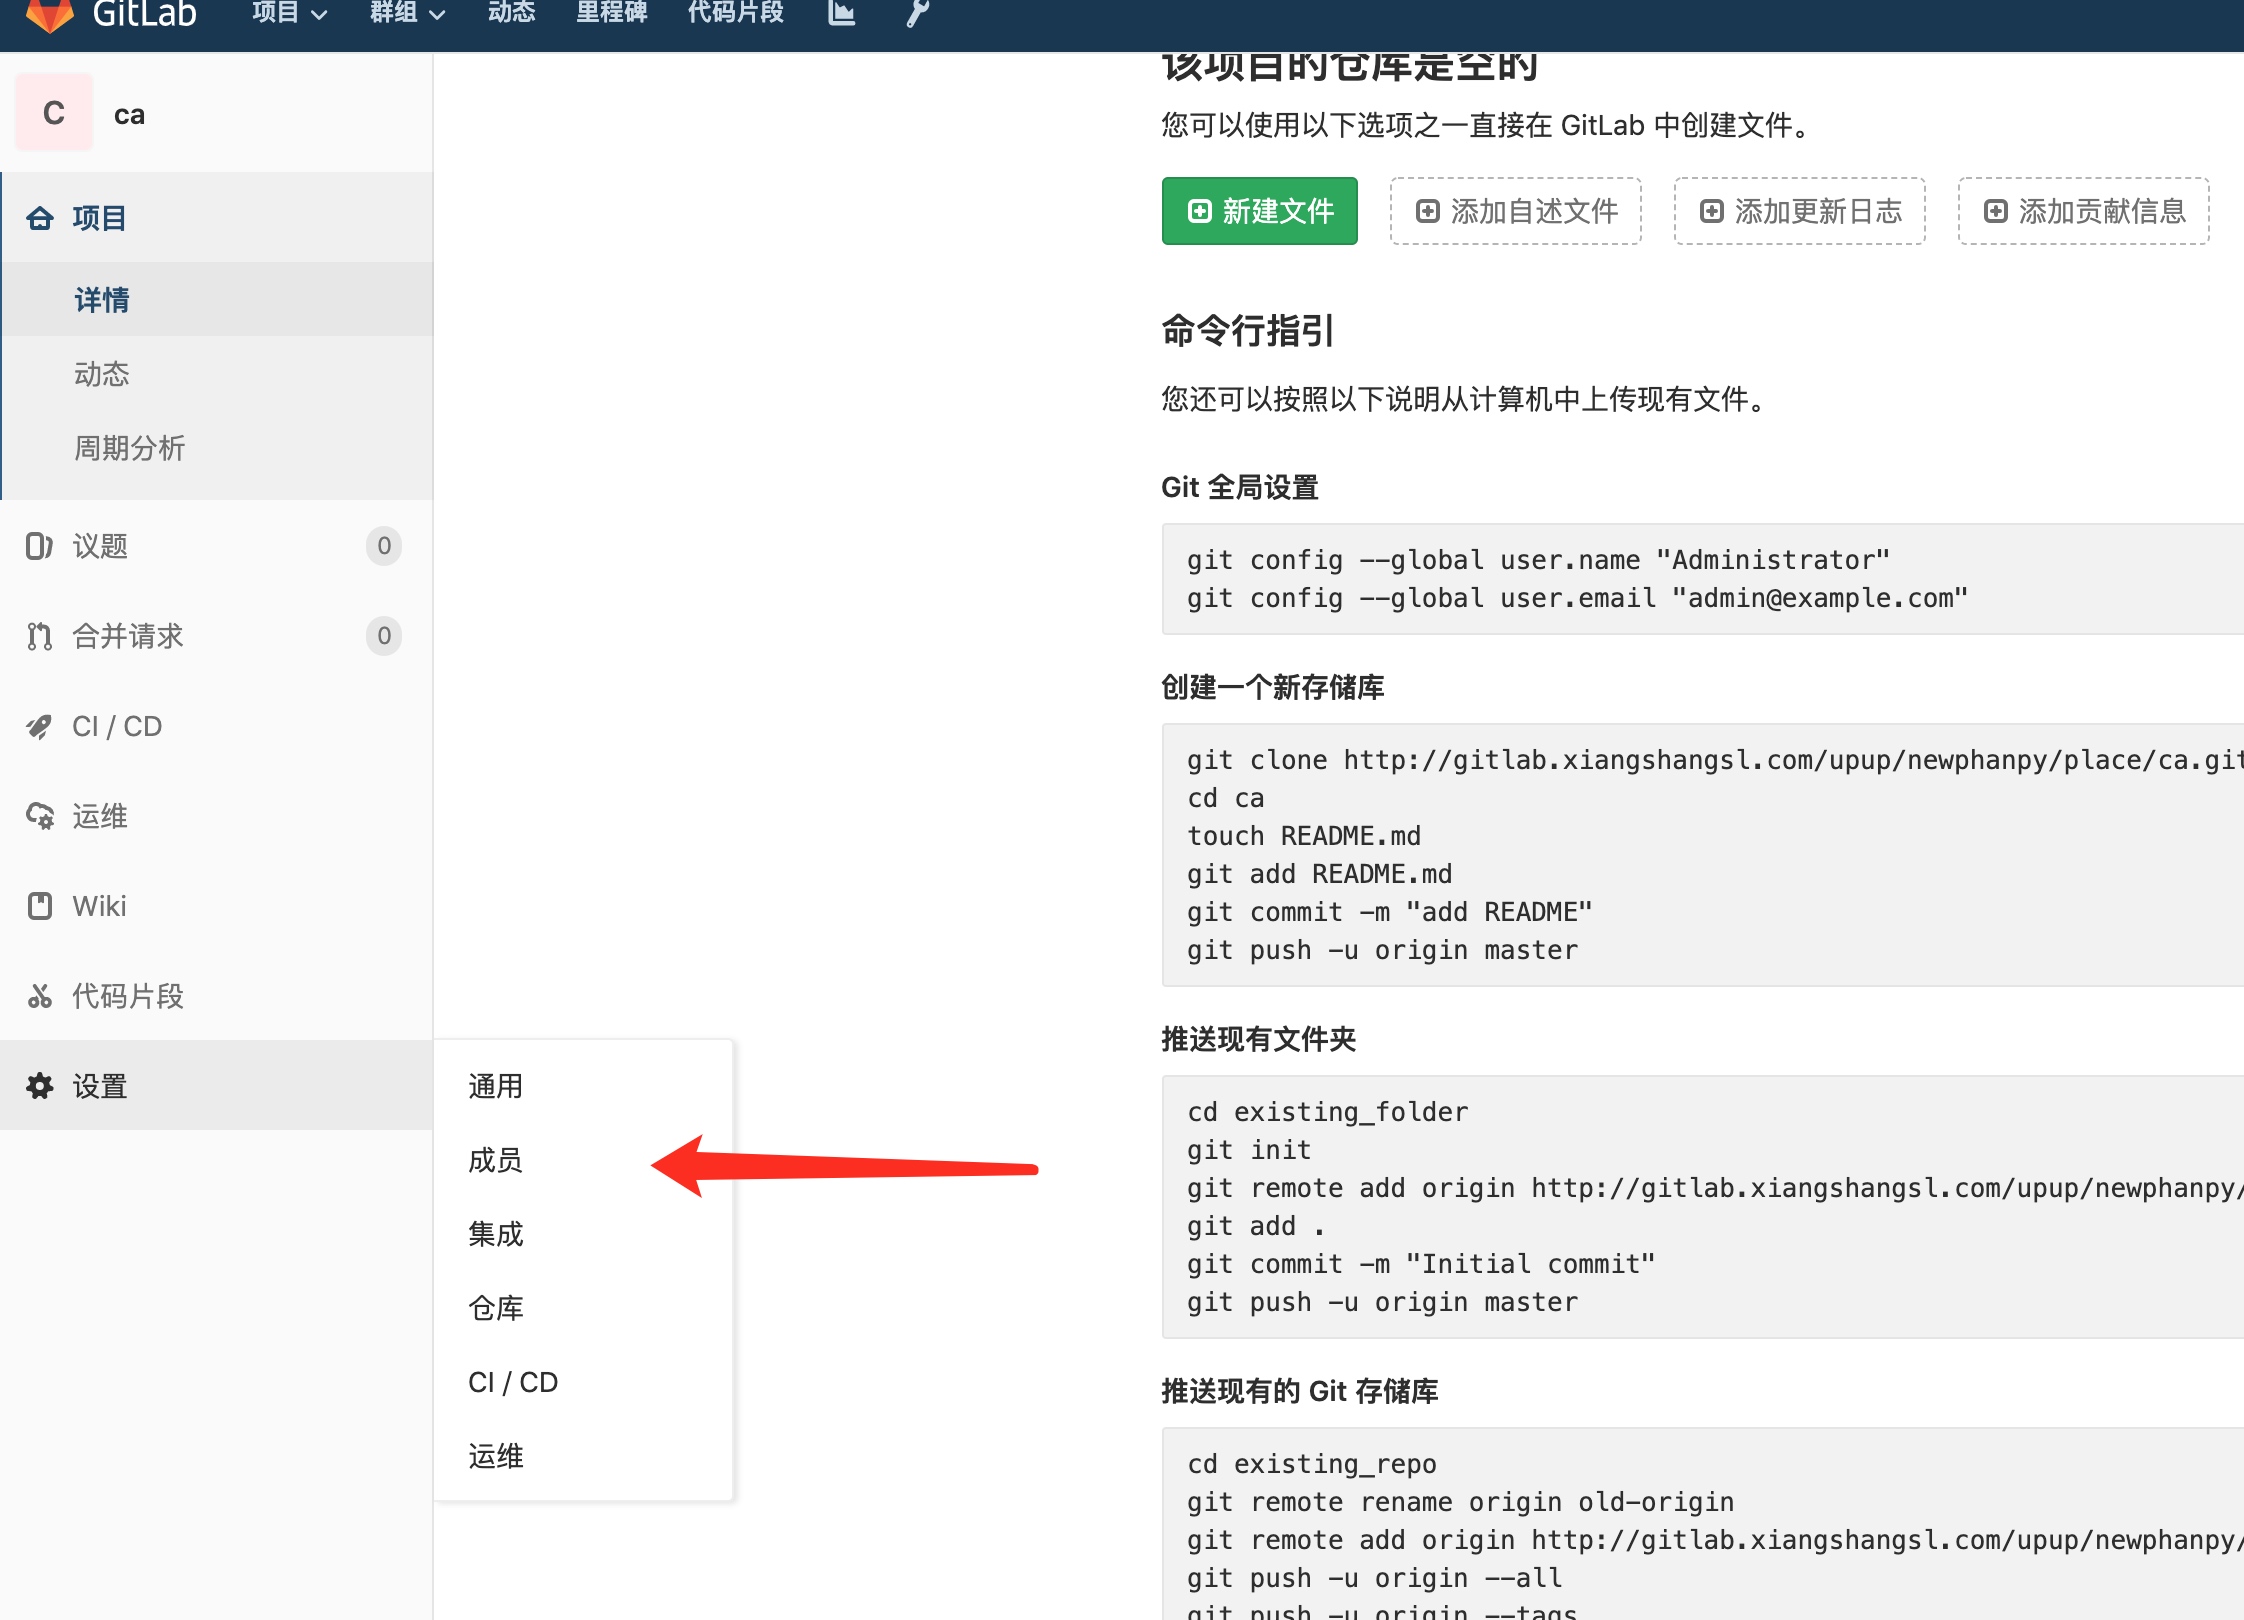 GitLab 项目 群组 动态 里程碑 代码片段
C ca
项目
详情
动态
周期分析
议题 0
合并请求 0
CI / CD
运维
Wiki
代码片段
设置
通用
成员
集成
仓库
CI / CD
运维
该项目的仓库是空的
您可以使用以下选项之一直接在 GitLab 中创建文件。
新建文件 添加自述文件 添加更新日志 添加贡献信息
命令行指引
您还可以按照以下说明从计算机中上传现有文件。
Git 全局设置
git config --global user.name "Administrator"
git config --global user.email "admin@example.com"
创建一个新存储库
git clone http://gitlab.xiangshangsl.com/upup/newphanpy/place/ca.git
cd ca
touch README.md
git add README.md
git commit -m "add README"
git push -u origin master
推送现有文件夹
cd existing_folder
git init
git remote add origin http://gitlab.xiangshangsl.com/upup/newphanpy/
git add .
git commit -m "Initial commit"
git push -u origin master
推送现有的 Git 存储库
cd existing_repo
git remote rename origin old-origin
git remote add origin http://gitlab.xiangshangsl.com/upup/newphanpy/
git push -u origin --all
git push -u origin --tags